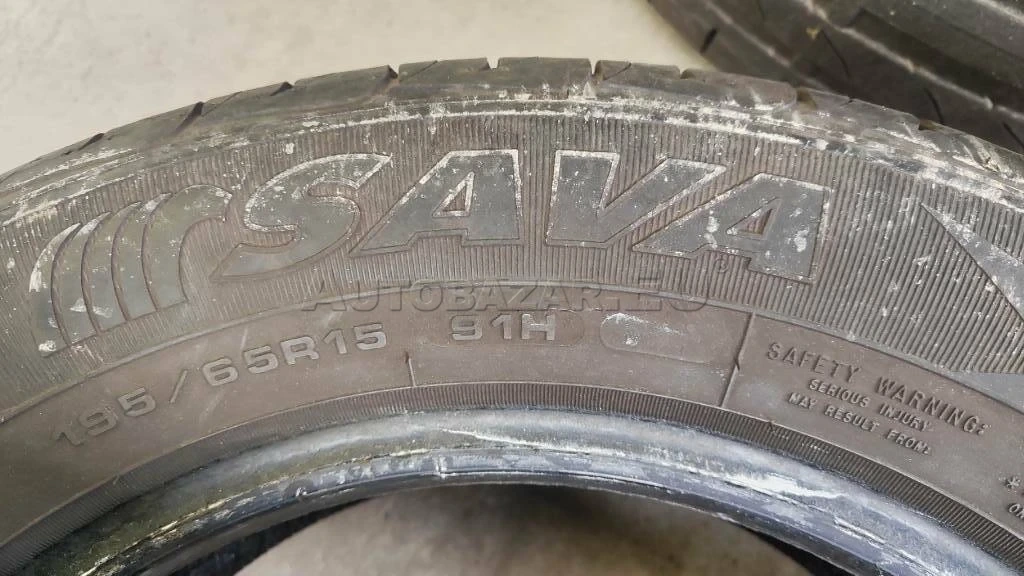 SAVA
AUTOBAZAR.EU
195/65R15 91H
SAFETY WARNING:
SERIOUS INJURY
MAY RESULT FROM: